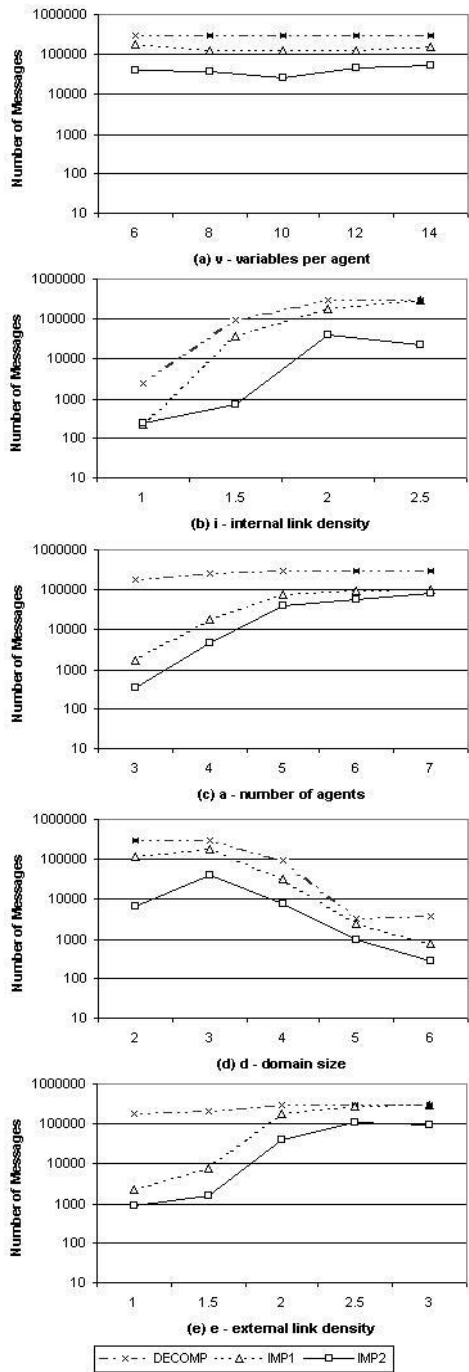 1000000
100000
10000
1000
100
10
Number of Messages
6 8 10 12 14
(a) v - variables per agent
1000000
100000
10000
1000
100
10
Number of Messages
1 1.5 2 2.5
(b) i - internal link density
1000000
100000
10000
1000
100
10
Number of Messages
3 4 5 6 7
(c) a - number of agents
1000000
100000
10000
1000
100
10
Number of Messages
2 3 4 5 6
(d) d - domain size
1000000
100000
10000
1000
100
10
Number of Messages
1 1.5 2 2.5 3
(e) e - external link density
DECOMP IMP1 IMP2